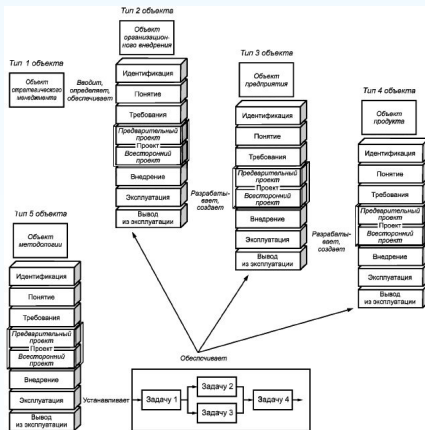 Тип 1 объекта
Объект
стратегического
менеджмента
Вводит,
определяет,
обеспечивает
Тип 2 объекта
Объект
организацион-
ного внедрения
Идентификация
Понятие
Требования
Предварительный
проект
Проект
Всесторонний
проект
Внедрение
Эксплуатация
Вывод
из эксплуатации
Разрабаты-
вает,
создает
Тип 3 объекта
Объект
предприятия
Идентификация
Понятие
Требования
Предварительный
проект
Проект
Всесторонний
проект
Внедрение
Эксплуатация
Вывод
из эксплуатации
Разрабаты-
вает,
создает
Тип 4 объекта
Объект
продукта
Идентификация
Понятие
Требования
Предварительный
проект
Проект
Всесторонний
проект
Внедрение
Эксплуатация
Вывод
из эксплуатации
Тип 5 объекта
Объект
методологии
Идентификация
Понятие
Требования
Предварительный
проект
Проект
Всесторонний
проект
Внедрение
Эксплуатация
Вывод
из эксплуатации
Обеспечивает
Устанавливает
Задачу 1
Задачу 2
Задачу 3
Задачу 4